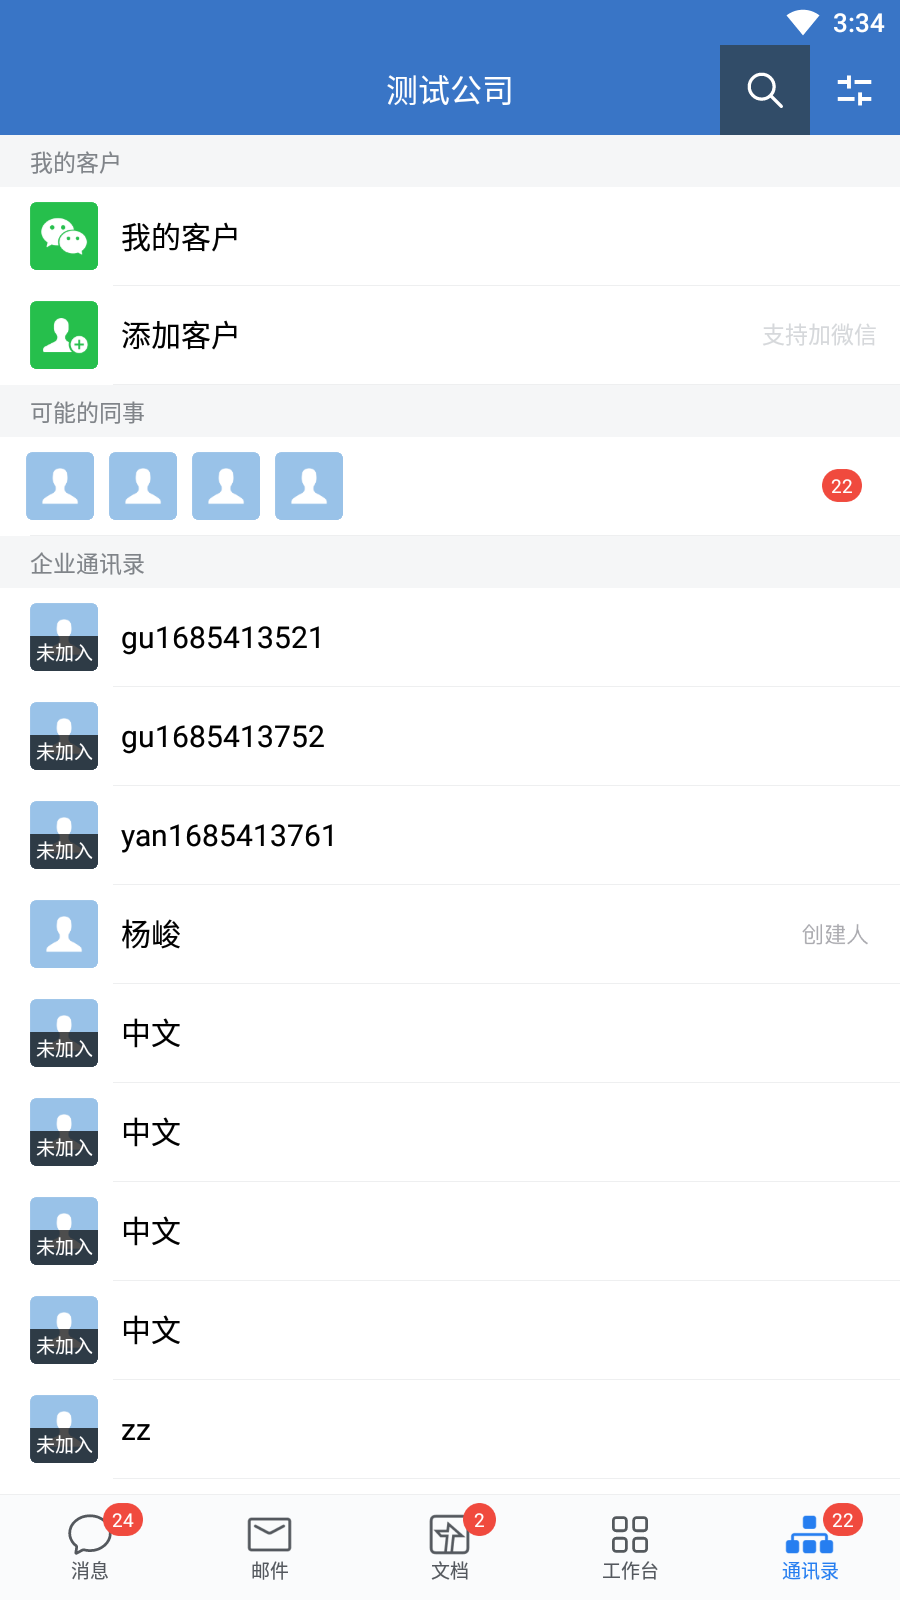 3:34
测试公司
我的客户
我的客户
添加客户 支持加微信
可能的同事
22
企业通讯录
未加入 gu1685413521
未加入 gu1685413752
未加入 yan1685413761
杨峻 创建人
未加入 中文
未加入 中文
未加入 中文
未加入 中文
未加入 zz
24 2 22
消息 邮件 文档 工作台 通讯录